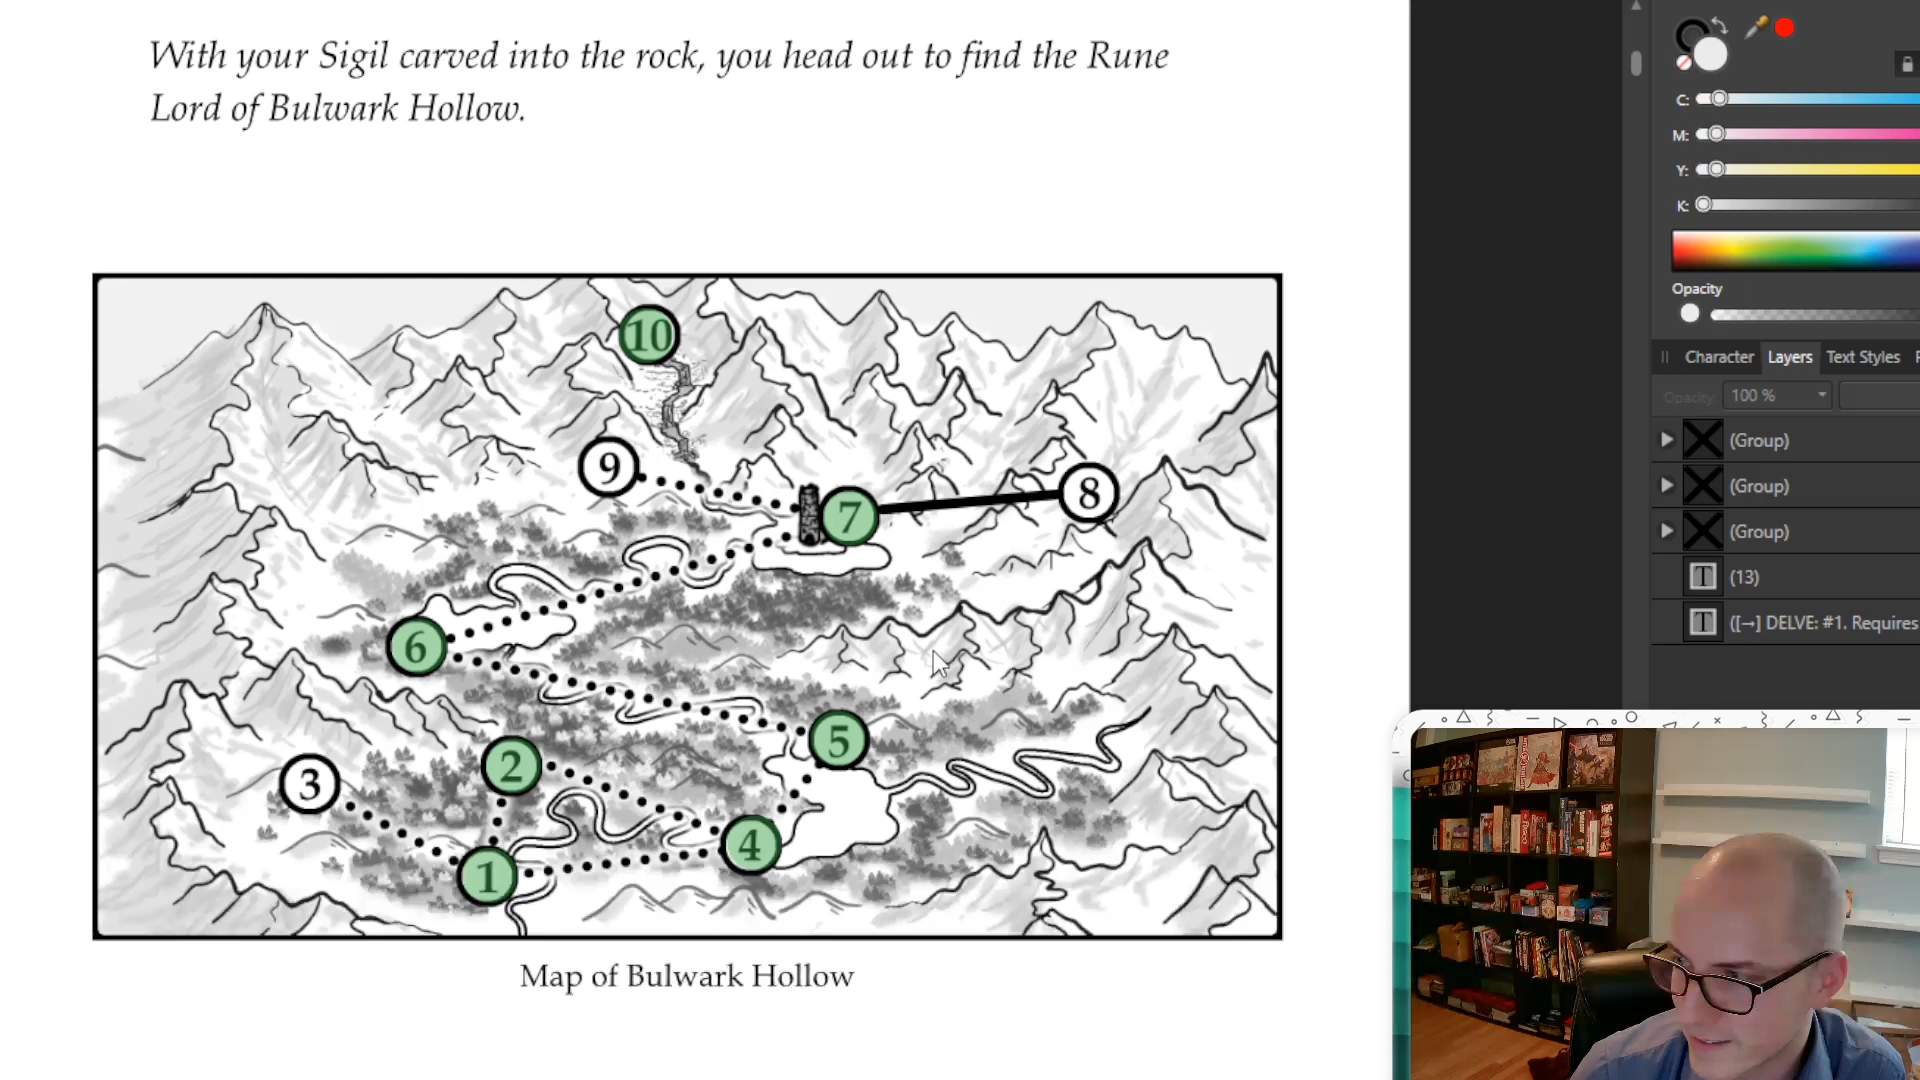 With your Sigil carved into the rock, you head out to find the Rune
Lord of Bulwark Hollow.
10
9
8
7
6
5
2
3
4
1
Map of Bulwark Hollow
C:
M:
Y:
K:
Opacity
Character Layers Text Styles
Opacity: 100 %
(Group)
(Group)
(Group)
(13)
([→] DELVE: #1. Requires